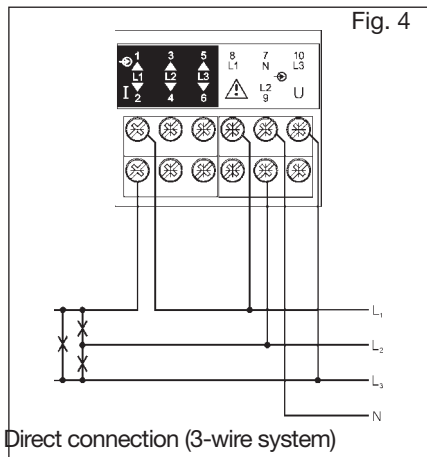 Fig. 4
1 3 5 8 7 10
L1 N L3
L1 L2 L3
I 2 4 6 L2 9 U
L1
L2
L3
N
Direct connection (3-wire system)